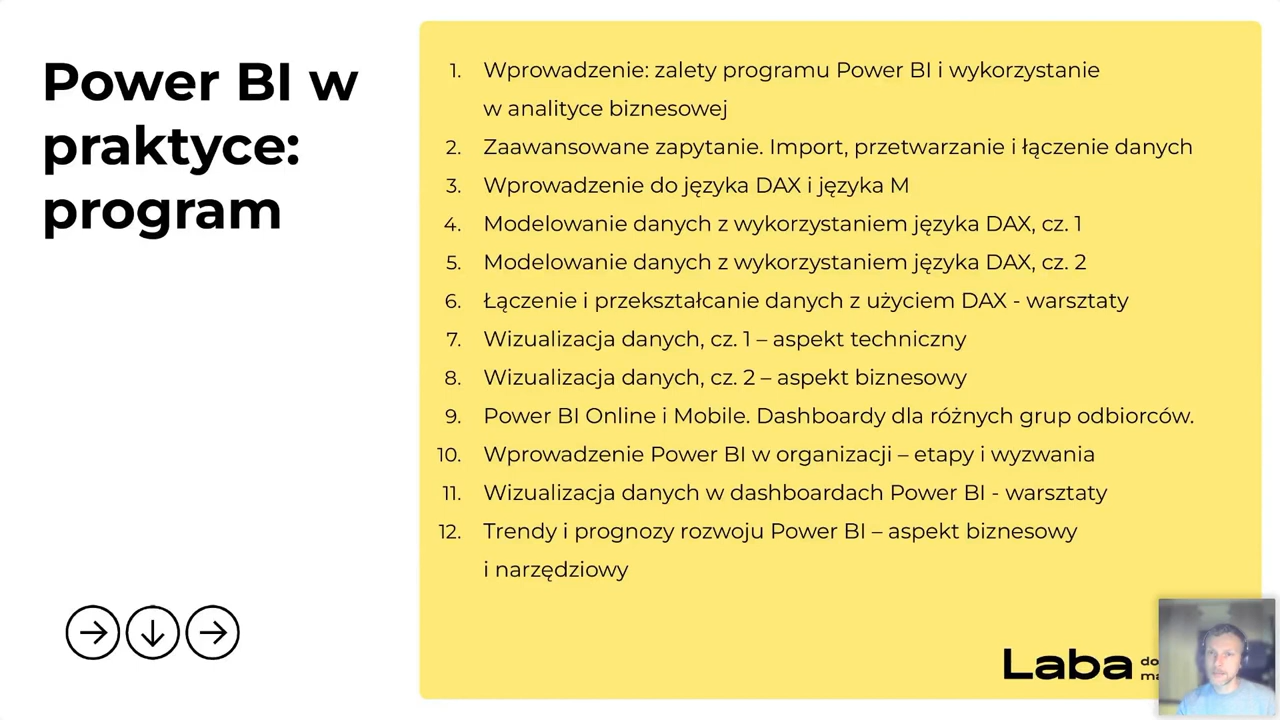 Power BI w
praktyce:
program
1. Wprowadzenie: zalety programu Power BI i wykorzystanie
w analityce biznesowej
2. Zaawansowane zapytanie. Import, przetwarzanie i łączenie danych
3. Wprowadzenie do języka DAX i języka M
4. Modelowanie danych z wykorzystaniem języka DAX, cz. 1
5. Modelowanie danych z wykorzystaniem języka DAX, cz. 2
6. Łączenie i przekształcanie danych z użyciem DAX - warsztaty
7. Wizualizacja danych, cz. 1 – aspekt techniczny
8. Wizualizacja danych, cz. 2 – aspekt biznesowy
9. Power BI Online i Mobile. Dashboardy dla różnych grup odbiorców.
10. Wprowadzenie Power BI w organizacji – etapy i wyzwania
11. Wizualizacja danych w dashboardach Power BI - warsztaty
12. Trendy i prognozy rozwoju Power BI – aspekt biznesowy
i narzędziowy
Laba